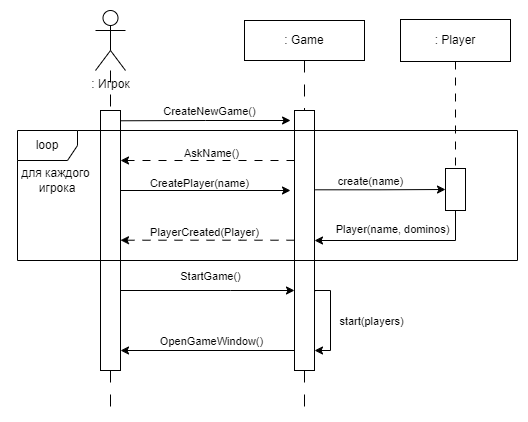 : Game
: Player
: Игрок
CreateNewGame()
loop
для каждого
игрока
AskName()
CreatePlayer(name)
create(name)
PlayerCreated(Player)
Player(name, dominos)
StartGame()
start(players)
OpenGameWindow()